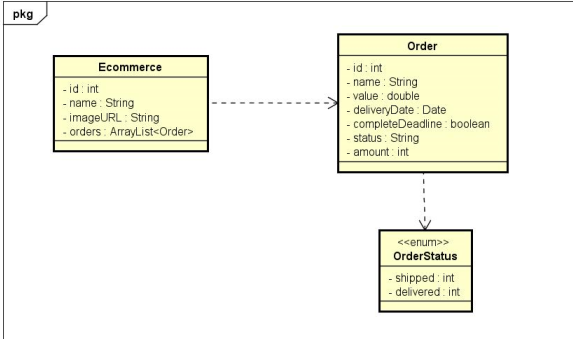 pkg
Ecommerce
- id : int
- name : String
- imageURL : String
- orders : ArrayList<Order>
Order
- id : int
- name : String
- value : double
- deliveryDate : Date
- completeDeadline : boolean
- status : String
- amount : int
<<enum>>
OrderStatus
- shipped : int
- delivered : int